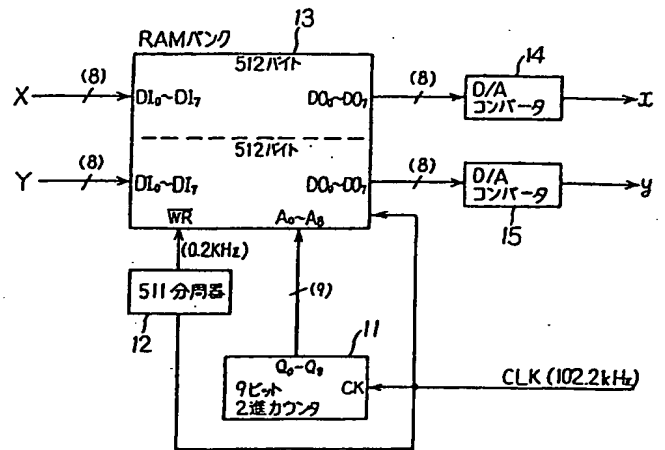 RAMバンク
13
512バイト
X
(8)
DI₀~DI₇
DO₀~DO₇
(8)
14
D/A
コンバータ
x
512バイト
Y
(8)
DI₀~DI₇
DO₀~DO₇
(8)
D/A
コンバータ
15
y
W̅R̅
A₀~A₈
(0.2KHz)
511分周器
12
(9)
11
Q₀-Q₈
9ビット
2進カウンタ
CK
CLK (102.2kHz)